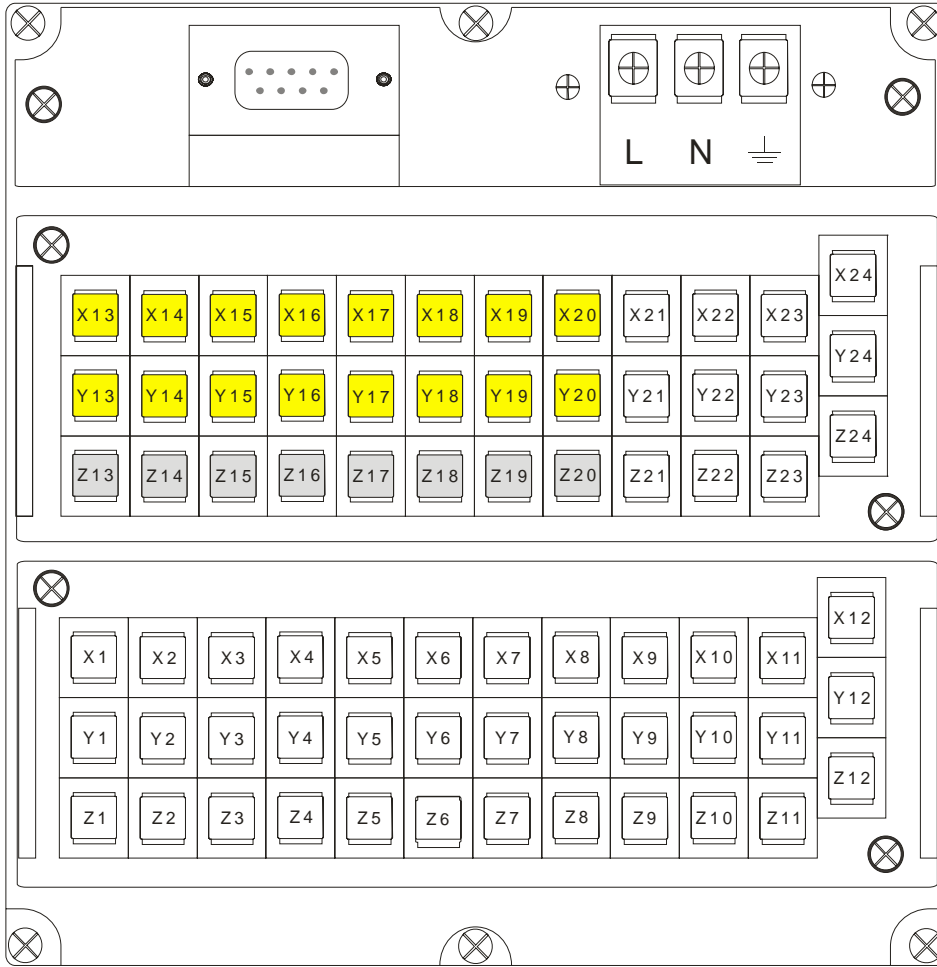 L N
X24
X13 X14 X15 X16 X17 X18 X19 X20 X21 X22 X23
Y24
Y13 Y14 Y15 Y16 Y17 Y18 Y19 Y20 Y21 Y22 Y23
Z24
Z13 Z14 Z15 Z16 Z17 Z18 Z19 Z20 Z21 Z22 Z23
X12
X1 X2 X3 X4 X5 X6 X7 X8 X9 X10 X11
Y12
Y1 Y2 Y3 Y4 Y5 Y6 Y7 Y8 Y9 Y10 Y11
Z12
Z1 Z2 Z3 Z4 Z5 Z6 Z7 Z8 Z9 Z10 Z11